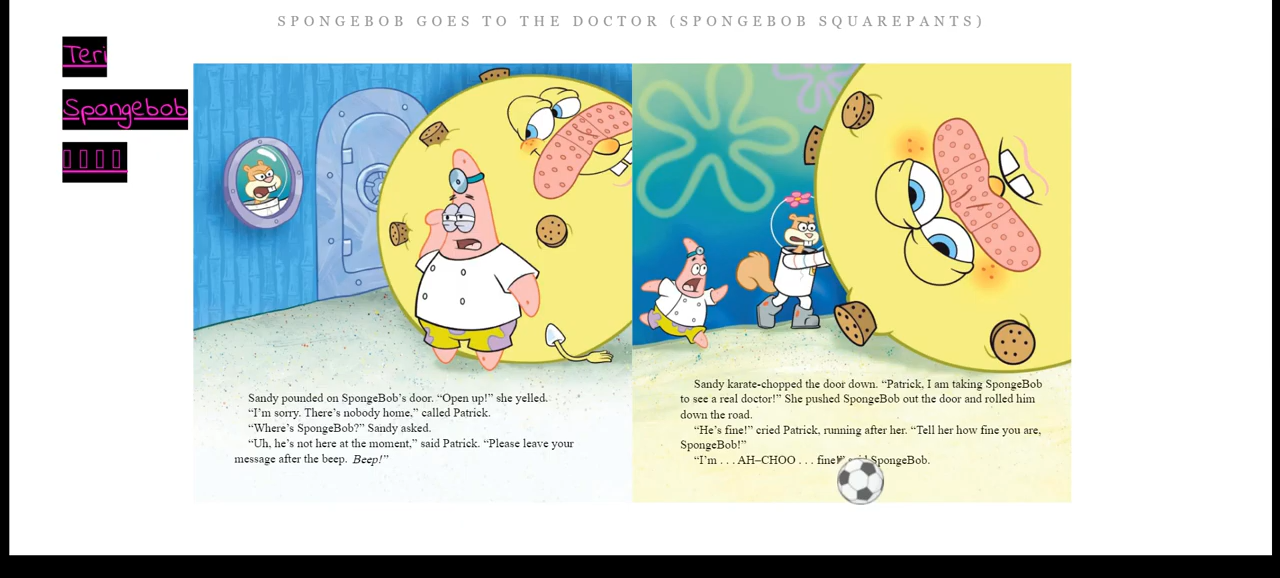 SPONGEBOB GOES TO THE DOCTOR (SPONGEBOB SQUAREPANTS)
Teri
Spongebob
Sandy pounded on SpongeBob's door. “Open up!” she yelled.
“I'm sorry. There's nobody home,” called Patrick.
“Where's SpongeBob?” Sandy asked.
“Uh, he's not here at the moment,” said Patrick. “Please leave your
message after the beep. Beep!”
Sandy karate-chopped the door down. “Patrick, I am taking SpongeBob
to see a real doctor!” She pushed SpongeBob out the door and rolled him
down the road.
“He's fine!” cried Patrick, running after her. “Tell her how fine you are,
SpongeBob!”
“I'm . . . AH–CHOO . . . fine!” said SpongeBob.